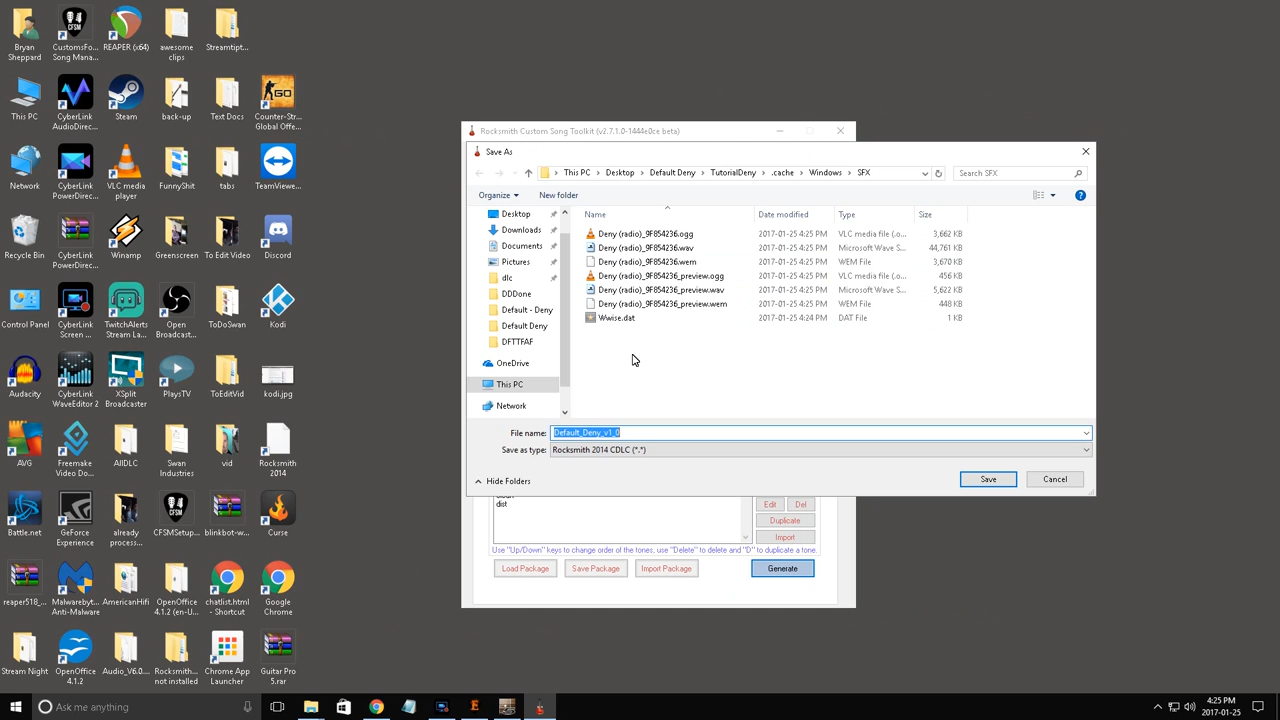 Bryan Sheppard
CustomsFo... Song Mana...
REAPER (x64)
awesome clips
Streamtipt...
This PC
CyberLink AudioDirec...
Steam
back-up
Text Docs
Counter-Str... Global Offe...
Network
CyberLink PowerDirec...
VLC media player
FunnyShit
tabs
TeamViewe...
Recycle Bin
CyberLink PowerDirec...
Winamp
Greenscreen
To Edit Video
Discord
Control Panel
CyberLink Screen ...
TwitchAlerts Stream La...
Open Broadcast...
ToDoSwan
Kodi
Audacity
CyberLink WaveEditor 2
XSplit Broadcaster
PlaysTV
ToEditVid
kodi.jpg
AVG
Freemake Video Do...
AllDLC
Swan Industries
vid
Rocksmith 2014
Battle.net
GeForce Experience
already process...
CFSMSetup...
blinkbot-w...
Curse
reaper518_...
Malwarebyt... Anti-Malware
AmericanHifi
OpenOffice 4.1.2 (en-U...
chatlist.html - Shortcut
Google Chrome
Stream Night
OpenOffice 4.1.2
Audio_V6.0....
Rocksmith... not installed
Chrome App Launcher
Guitar Pro 5.rar
Rocksmith Custom Song Toolkit (v2.7.1.0-1444e0ce beta)
Save As
This PC > Desktop > Default Deny > TutorialDeny > .cache > Windows > SFX
Search SFX
Organize
New folder
Desktop
Downloads
Documents
Pictures
dlc
DDDone
Default - Deny
Default Deny
DFTTFAF
OneDrive
This PC
Network
Name Date modified Type Size
Deny (radio)_9F854236.ogg 2017-01-25 4:25 PM VLC media file (.o... 3,662 KB
Deny (radio)_9F854236.wav 2017-01-25 4:25 PM Microsoft Wave S... 44,761 KB
Deny (radio)_9F854236.wem 2017-01-25 4:25 PM WEM File 3,670 KB
Deny (radio)_9F854236_preview.ogg 2017-01-25 4:25 PM VLC media file (.o... 456 KB
Deny (radio)_9F854236_preview.wav 2017-01-25 4:25 PM Microsoft Wave S... 5,622 KB
Deny (radio)_9F854236_preview.wem 2017-01-25 4:25 PM WEM File 448 KB
Wwise.dat 2017-01-25 4:24 PM DAT File 1 KB
File name: Default_Deny_v1_0
Save as type: Rocksmith 2014 CDLC (*.*)
Hide Folders
Save
Cancel
dist
Edit
Del
Duplicate
Import
Use "Up/Down" keys to change order of the tones, use "Delete" to delete and "D" to duplicate a tone.
Load Package
Save Package
Import Package
Generate
Ask me anything
4:25 PM
2017-01-25